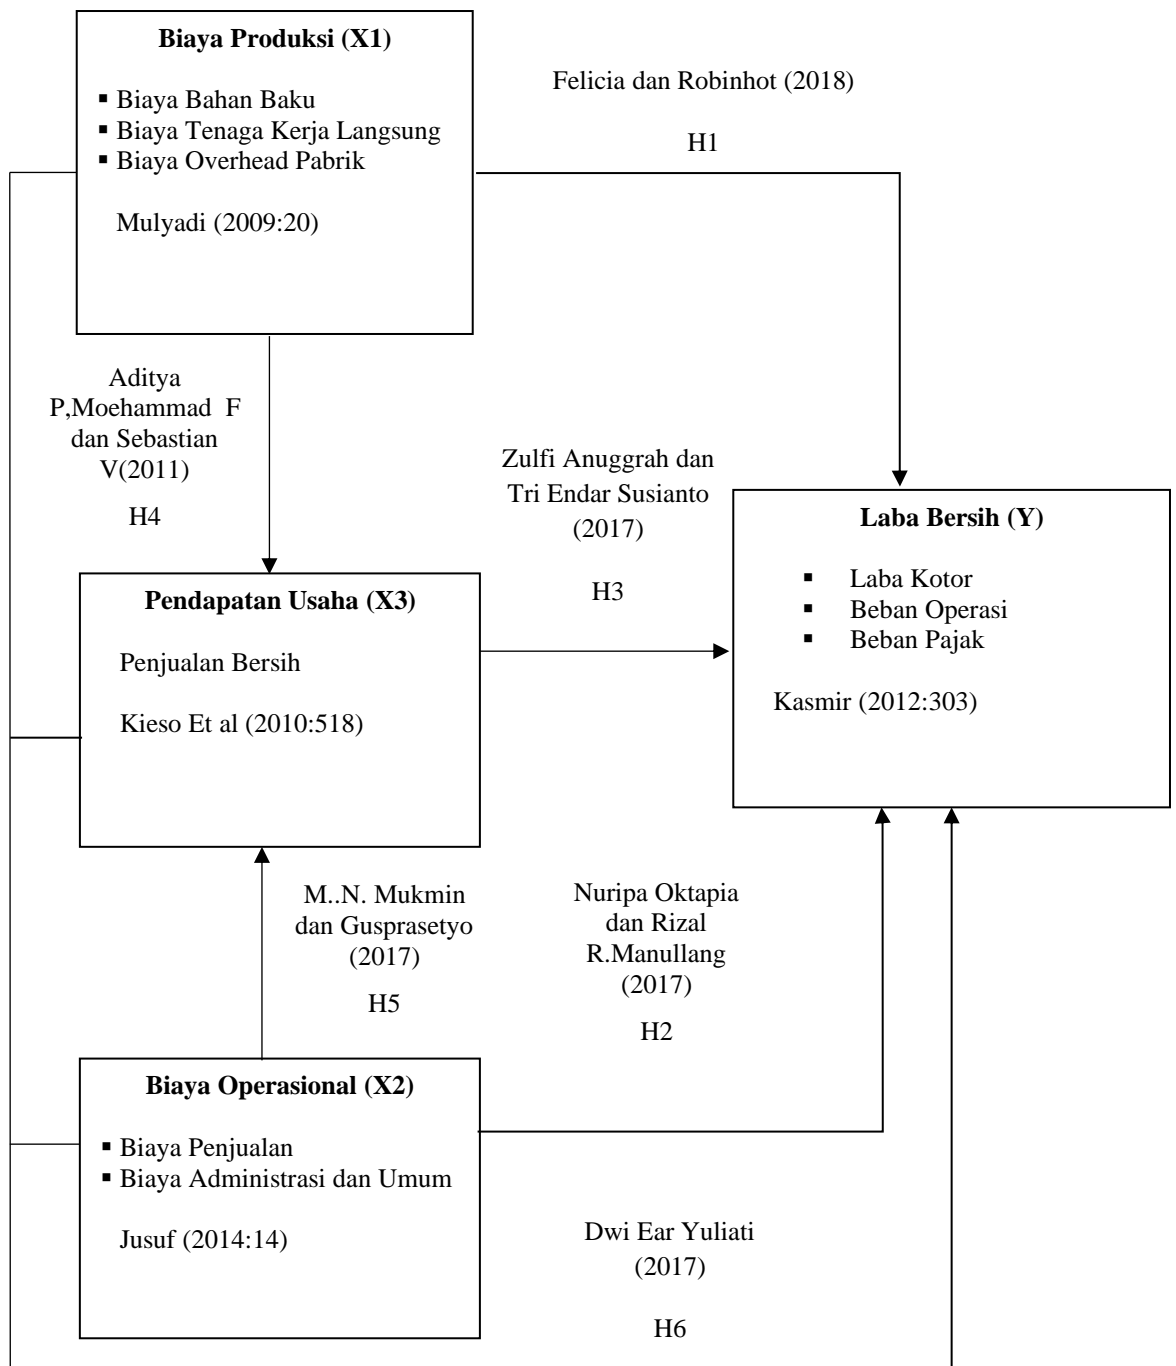 Biaya Produksi (X1)
▪ Biaya Bahan Baku
▪ Biaya Tenaga Kerja Langsung
▪ Biaya Overhead Pabrik
Mulyadi (2009:20)
Felicia dan Robinhot (2018)
H1
Aditya
P,Moehammad F
dan Sebastian
V(2011)
H4
Zulfi Anuggrah dan
Tri Endar Susianto
(2017)
H3
Laba Bersih (Y)
▪ Laba Kotor
▪ Beban Operasi
▪ Beban Pajak
Kasmir (2012:303)
Pendapatan Usaha (X3)
Penjualan Bersih
Kieso Et al (2010:518)
M..N. Mukmin
dan Gusprasetyo
(2017)
H5
Nuripa Oktapia
dan Rizal
R.Manullang
(2017)
H2
Biaya Operasional (X2)
▪ Biaya Penjualan
▪ Biaya Administrasi dan Umum
Jusuf (2014:14)
Dwi Ear Yuliati
(2017)
H6